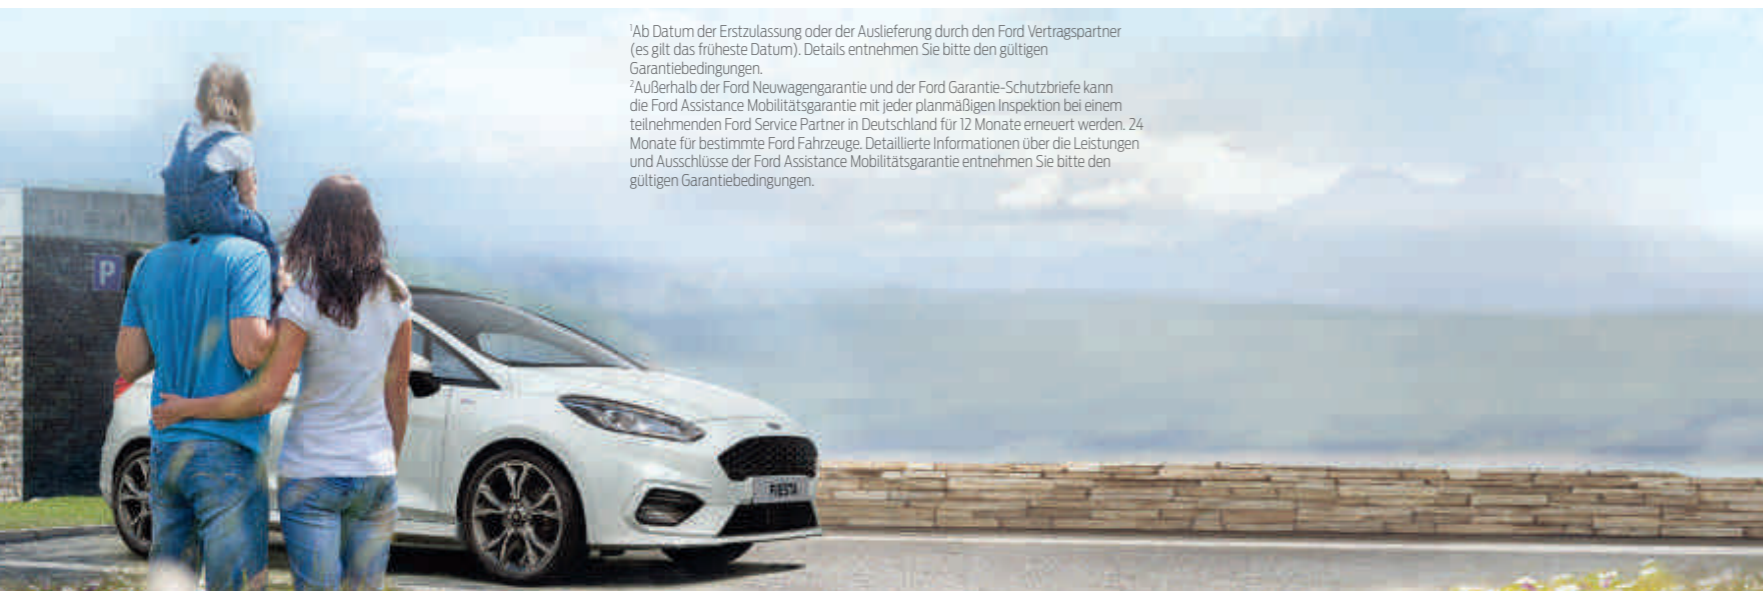 ¹Ab Datum der Erstzulassung oder der Auslieferung durch den Ford Vertragspartner
(es gilt das früheste Datum). Details entnehmen Sie bitte den gültigen
Garantiebedingungen.
²Außerhalb der Ford Neuwagengarantie und der Ford Garantie-Schutzbriefe kann
die Ford Assistance Mobilitätsgarantie mit jeder planmäßigen Inspektion bei einem
teilnehmenden Ford Service Partner in Deutschland für 12 Monate erneuert werden. 24
Monate für bestimmte Ford Fahrzeuge. Detaillierte Informationen über die Leistungen
und Ausschlüsse der Ford Assistance Mobilitätsgarantie entnehmen Sie bitte den
gültigen Garantiebedingungen.
P
FIESTA